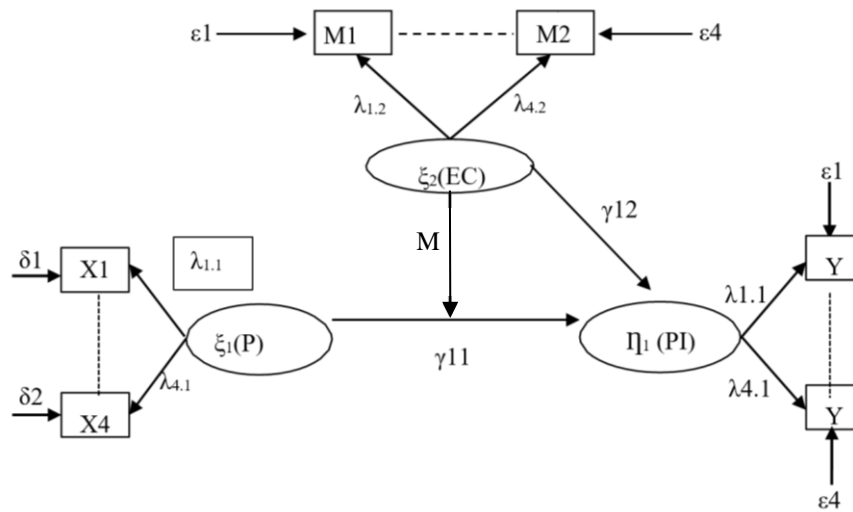 ε1
M1
M2
ε4
λ1.2
λ4.2
ξ2(EC)
ε1
γ12
M
δ1
X1
λ1.1
Y
λ1.1
ξ1(P)
Ƞ1 (PI)
γ11
λ4.1
λ4.1
δ2
X4
Y
ε4